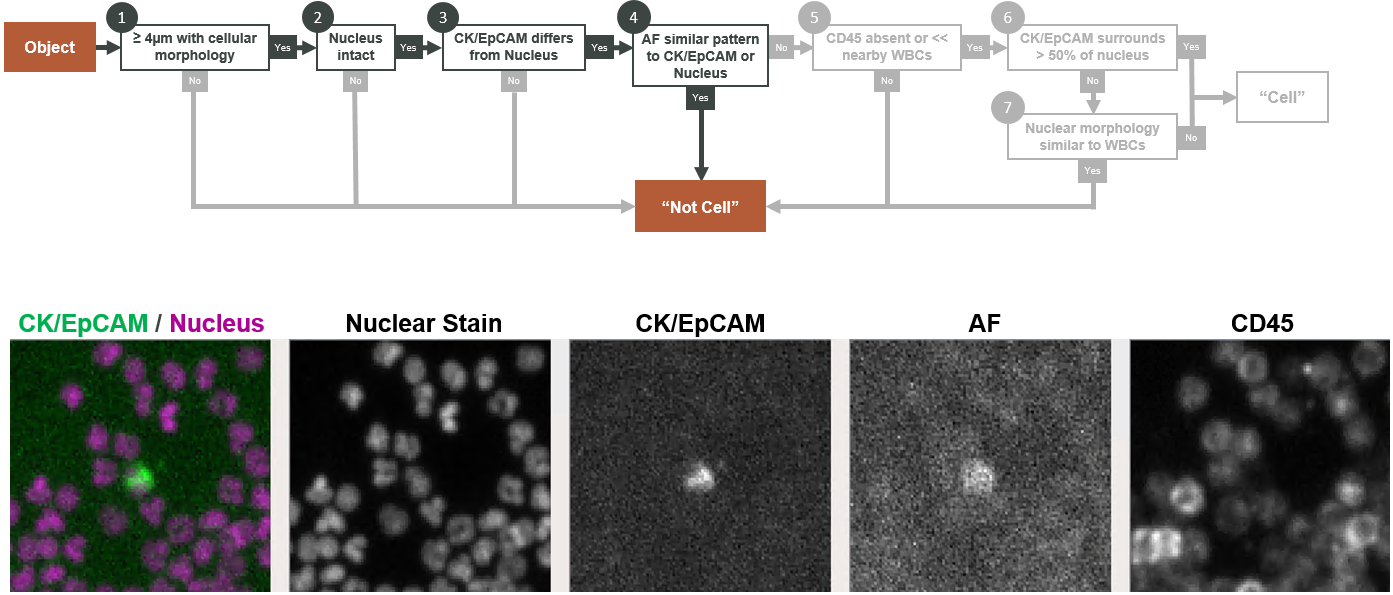 1 2 3 4 5 6
Object
≥ 4µm with cellular
morphology
Yes
No
Nucleus
intact
Yes
No
CK/EpCAM differs
from Nucleus
Yes
No
AF similar pattern
to CK/EpCAM or
Nucleus
No
Yes
CD45 absent or <<
nearby WBCs
Yes
No
CK/EpCAM surrounds
> 50% of nucleus
Yes
No
7
Nuclear morphology
similar to WBCs
No
Yes
“Cell”
“Not Cell”
CK/EpCAM / Nucleus
Nuclear Stain
CK/EpCAM
AF
CD45